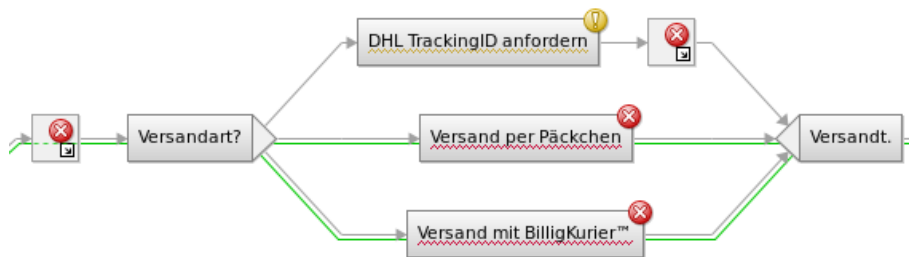 DHL TrackingID anfordern
Versandart?
Versand per Päckchen
Versandt.
Versand mit BilligKurier™